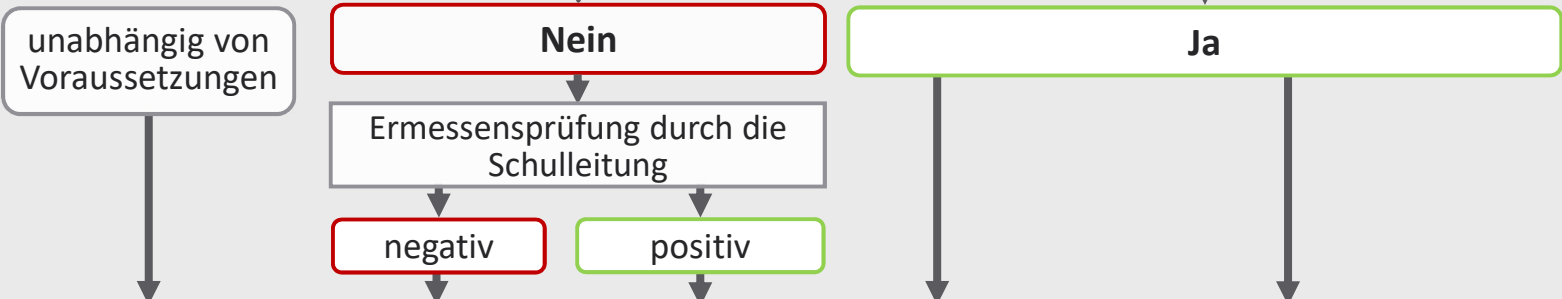 unabhängig von
Voraussetzungen
Nein
Ja
Ermessensprüfung durch die
Schulleitung
negativ
positiv